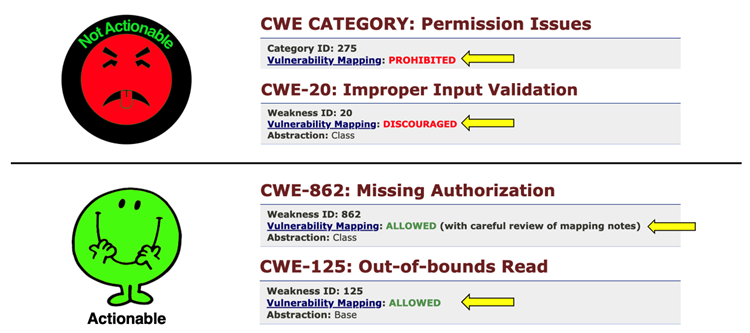 Not Actionable
CWE CATEGORY: Permission Issues
Category ID: 275
Vulnerability Mapping: PROHIBITED
CWE-20: Improper Input Validation
Weakness ID: 20
Vulnerability Mapping: DISCOURAGED
Abstraction: Class
CWE-862: Missing Authorization
Weakness ID: 862
Vulnerability Mapping: ALLOWED (with careful review of mapping notes)
Abstraction: Class
CWE-125: Out-of-bounds Read
Weakness ID: 125
Vulnerability Mapping: ALLOWED
Abstraction: Base
Actionable